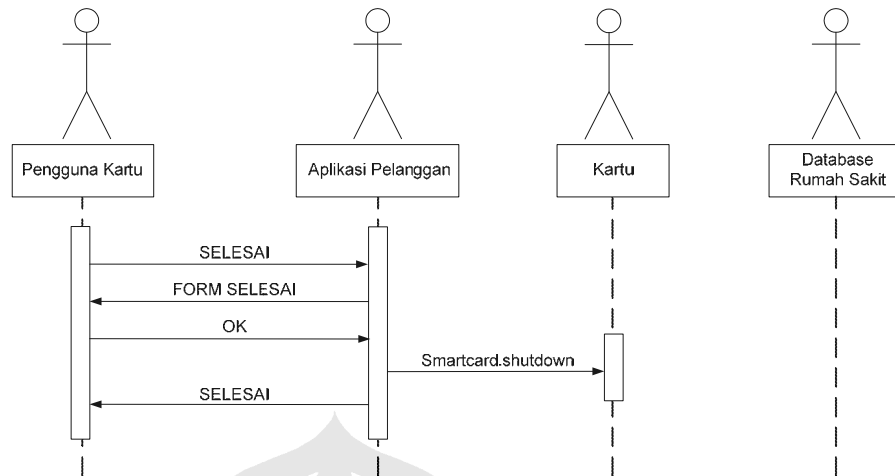 Pengguna Kartu
Aplikasi Pelanggan
Kartu
Database
Rumah Sakit
SELESAI
FORM SELESAI
OK
Smartcard.shutdown
SELESAI